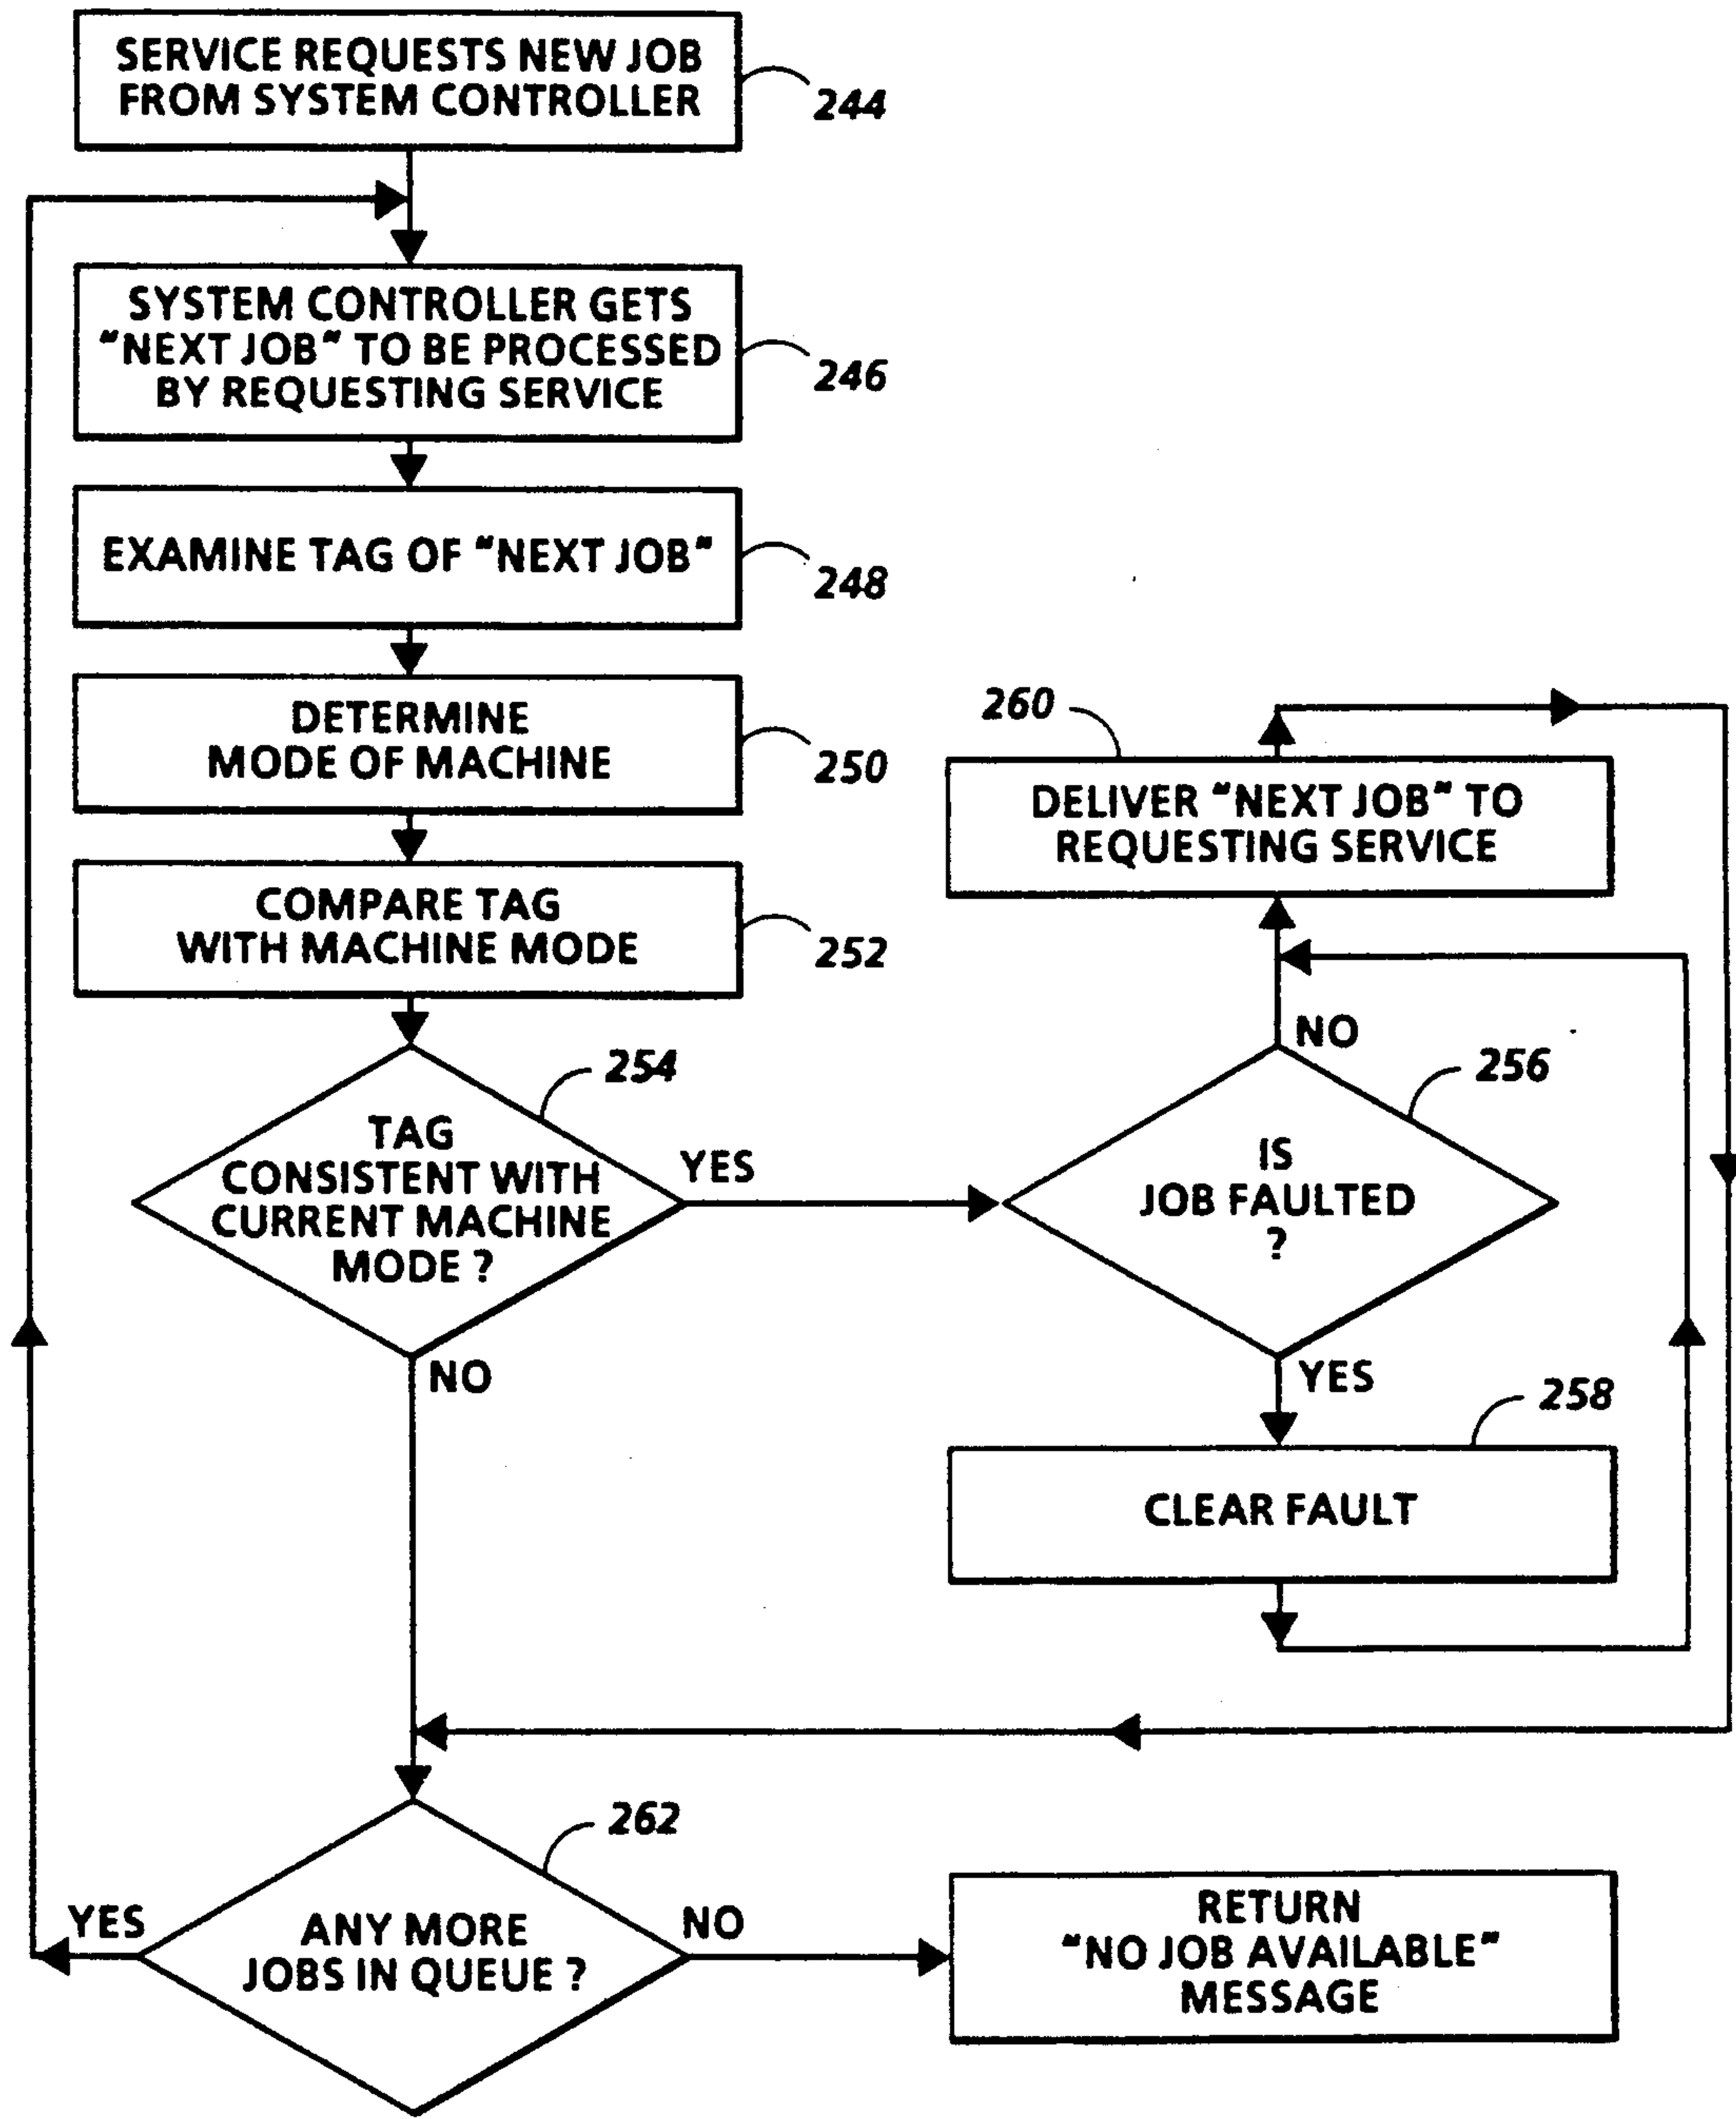 SERVICE REQUESTS NEW JOB
FROM SYSTEM CONTROLLER
244
SYSTEM CONTROLLER GETS
"NEXT JOB" TO BE PROCESSED
BY REQUESTING SERVICE
246
EXAMINE TAG OF "NEXT JOB"
248
DETERMINE
MODE OF MACHINE
250
COMPARE TAG
WITH MACHINE MODE
252
254
TAG
CONSISTENT WITH
CURRENT MACHINE
MODE ?
YES
NO
260
DELIVER "NEXT JOB" TO
REQUESTING SERVICE
NO
256
IS
JOB FAULTED
?
YES
258
CLEAR FAULT
262
ANY MORE
JOBS IN QUEUE ?
YES
NO
RETURN
"NO JOB AVAILABLE"
MESSAGE